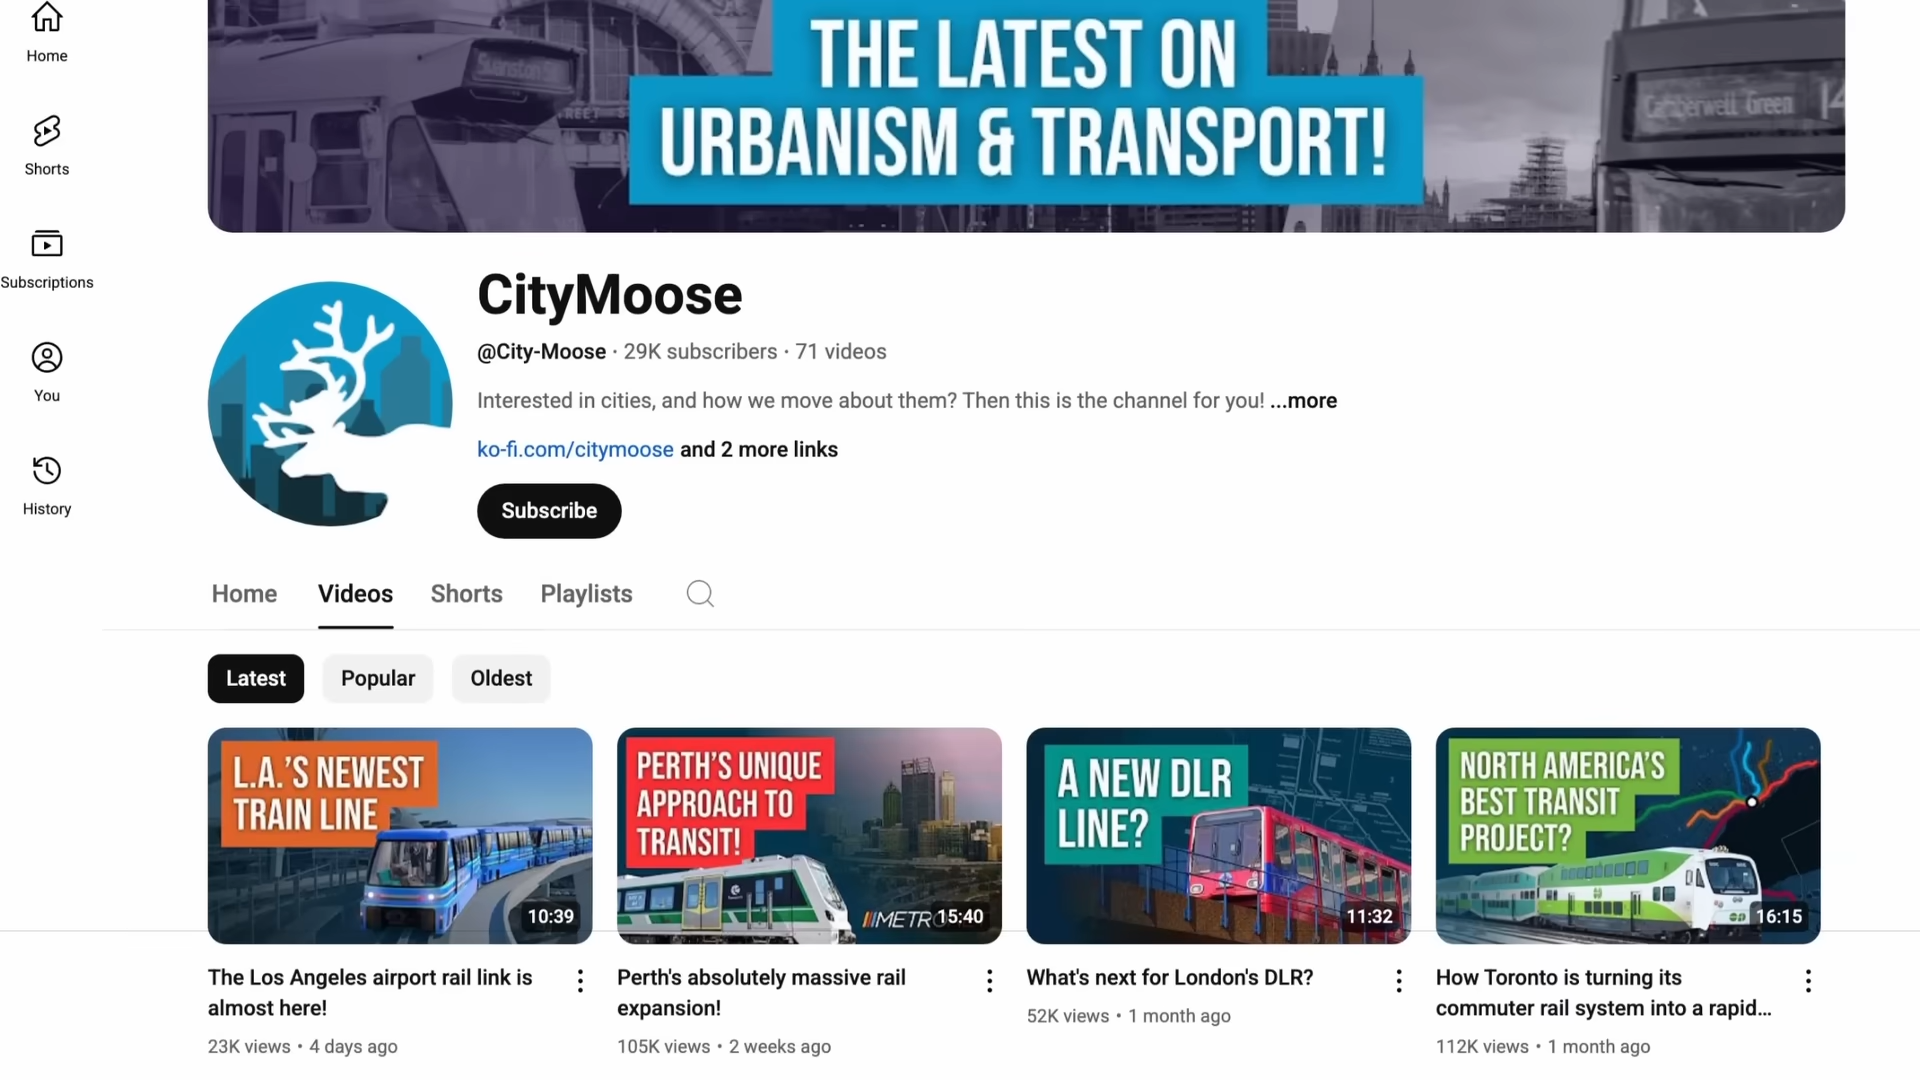 THE LATEST ON
URBANISM & TRANSPORT!
Camberwell Green
Home
Shorts
Subscriptions
You
History
CityMoose
@City-Moose · 29K subscribers · 71 videos
Interested in cities, and how we move about them? Then this is the channel for you! ...more
ko-fi.com/citymoose and 2 more links
Subscribe
Home Videos Shorts Playlists
Latest Popular Oldest
L.A.'S NEWEST
TRAIN LINE
10:39
PERTH'S UNIQUE
APPROACH TO
TRANSIT!
15:40
A NEW DLR
LINE?
11:32
NORTH AMERICA'S
BEST TRANSIT
PROJECT?
16:15
The Los Angeles airport rail link is
almost here!
23K views • 4 days ago
Perth's absolutely massive rail
expansion!
105K views • 2 weeks ago
What's next for London's DLR?
52K views • 1 month ago
How Toronto is turning its
commuter rail system into a rapid...
112K views • 1 month ago